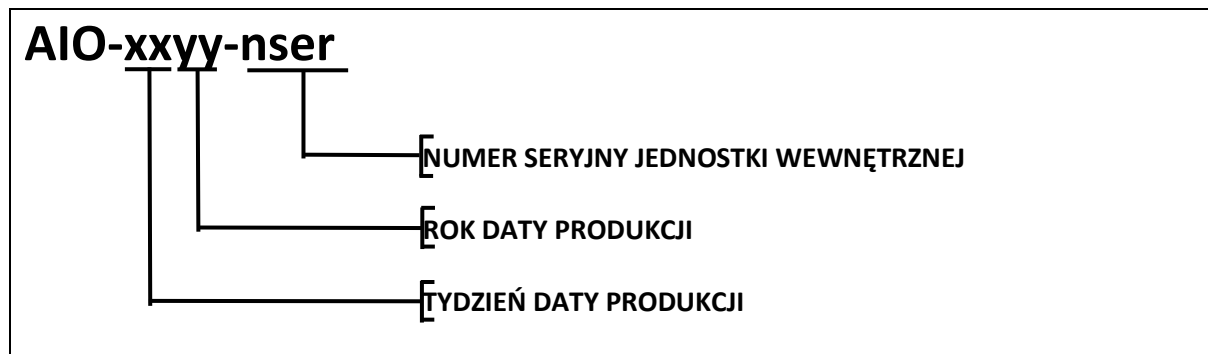 AIO-xxyy-nser
NUMER SERYJNY JEDNOSTKI WEWNĘTRZNEJ
ROK DATY PRODUKCJI
TYDZIEŃ DATY PRODUKCJI